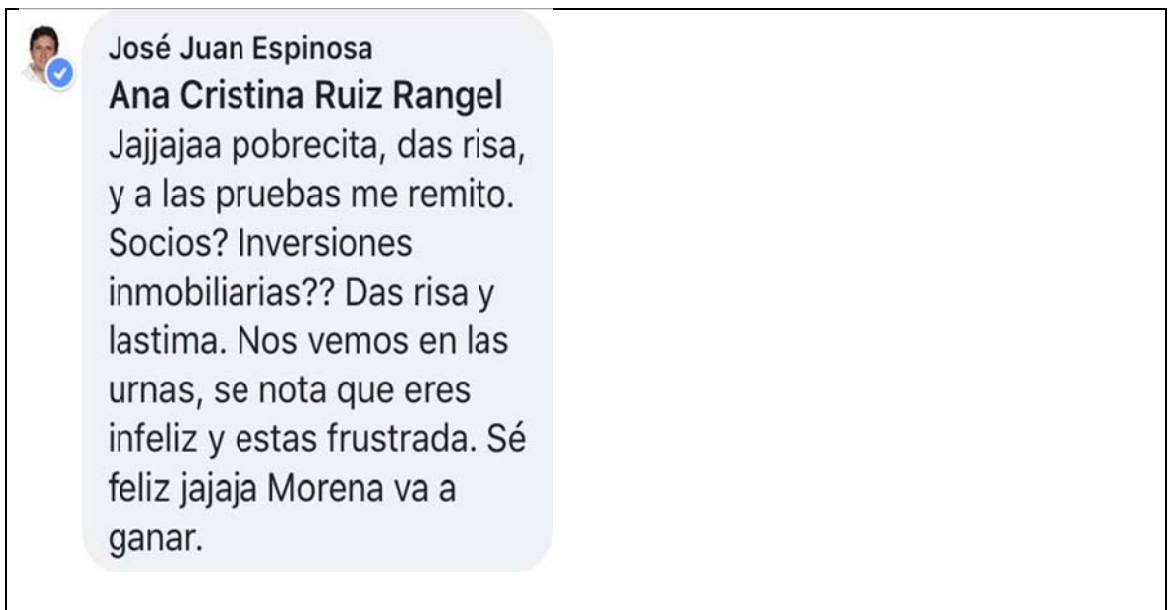 José Juan Espinosa
Ana Cristina Ruiz Rangel
Jajjajaa pobrecita, das risa,
y a las pruebas me remito.
Socios? Inversiones
inmobiliarias?? Das risa y
lastima. Nos vemos en las
urnas, se nota que eres
infeliz y estas frustrada. Sé
feliz jajaja Morena va a
ganar.